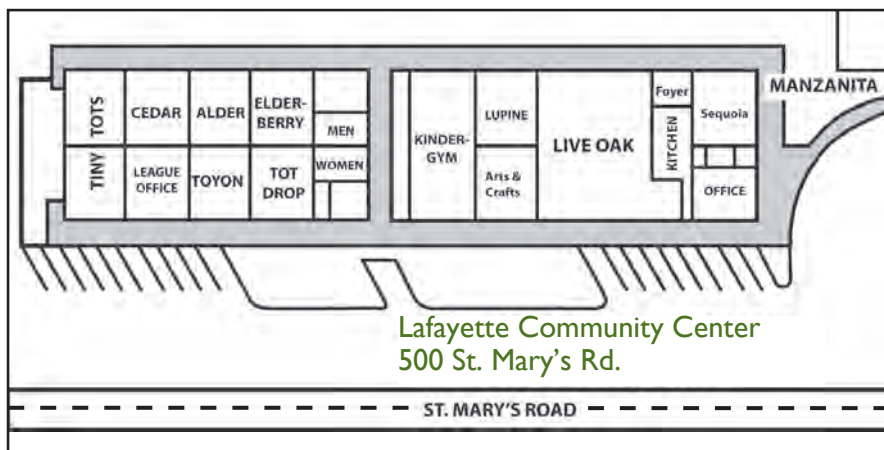 TINY TOTS
CEDAR
ALDER
ELDER-
BERRY
MEN
LEAGUE
OFFICE
TOYON
TOT
DROP
WOMEN
KINDER-
GYM
LUPINE
Arts &
Crafts
LIVE OAK
Foyer
KITCHEN
Sequoia
OFFICE
MANZANITA
Lafayette Community Center
500 St. Mary's Rd.
ST. MARY'S ROAD